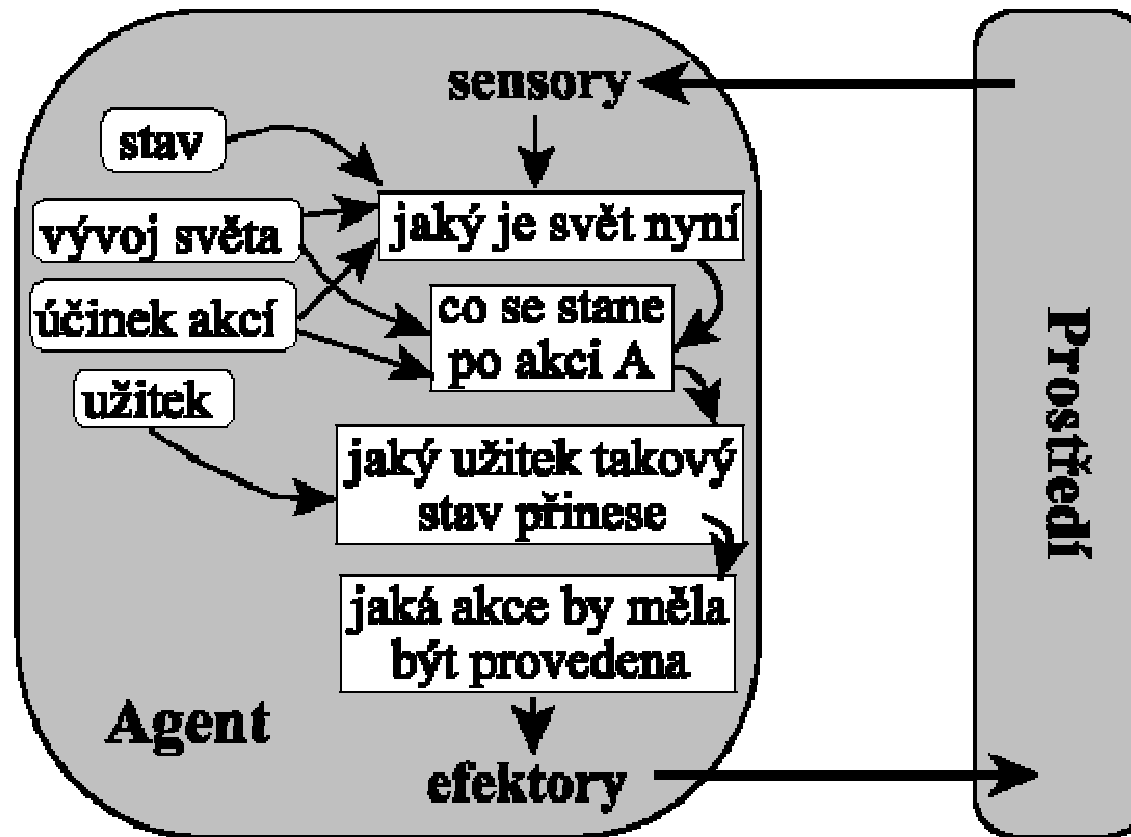 sensory
stav
jaký je svět nyní
vývoj světa
účinek akcí
co se stane
po akci A
užitek
jaký užitek takový
stav přinese
jaká akce by měla
být provedena
Agent
efektory
Prostředí